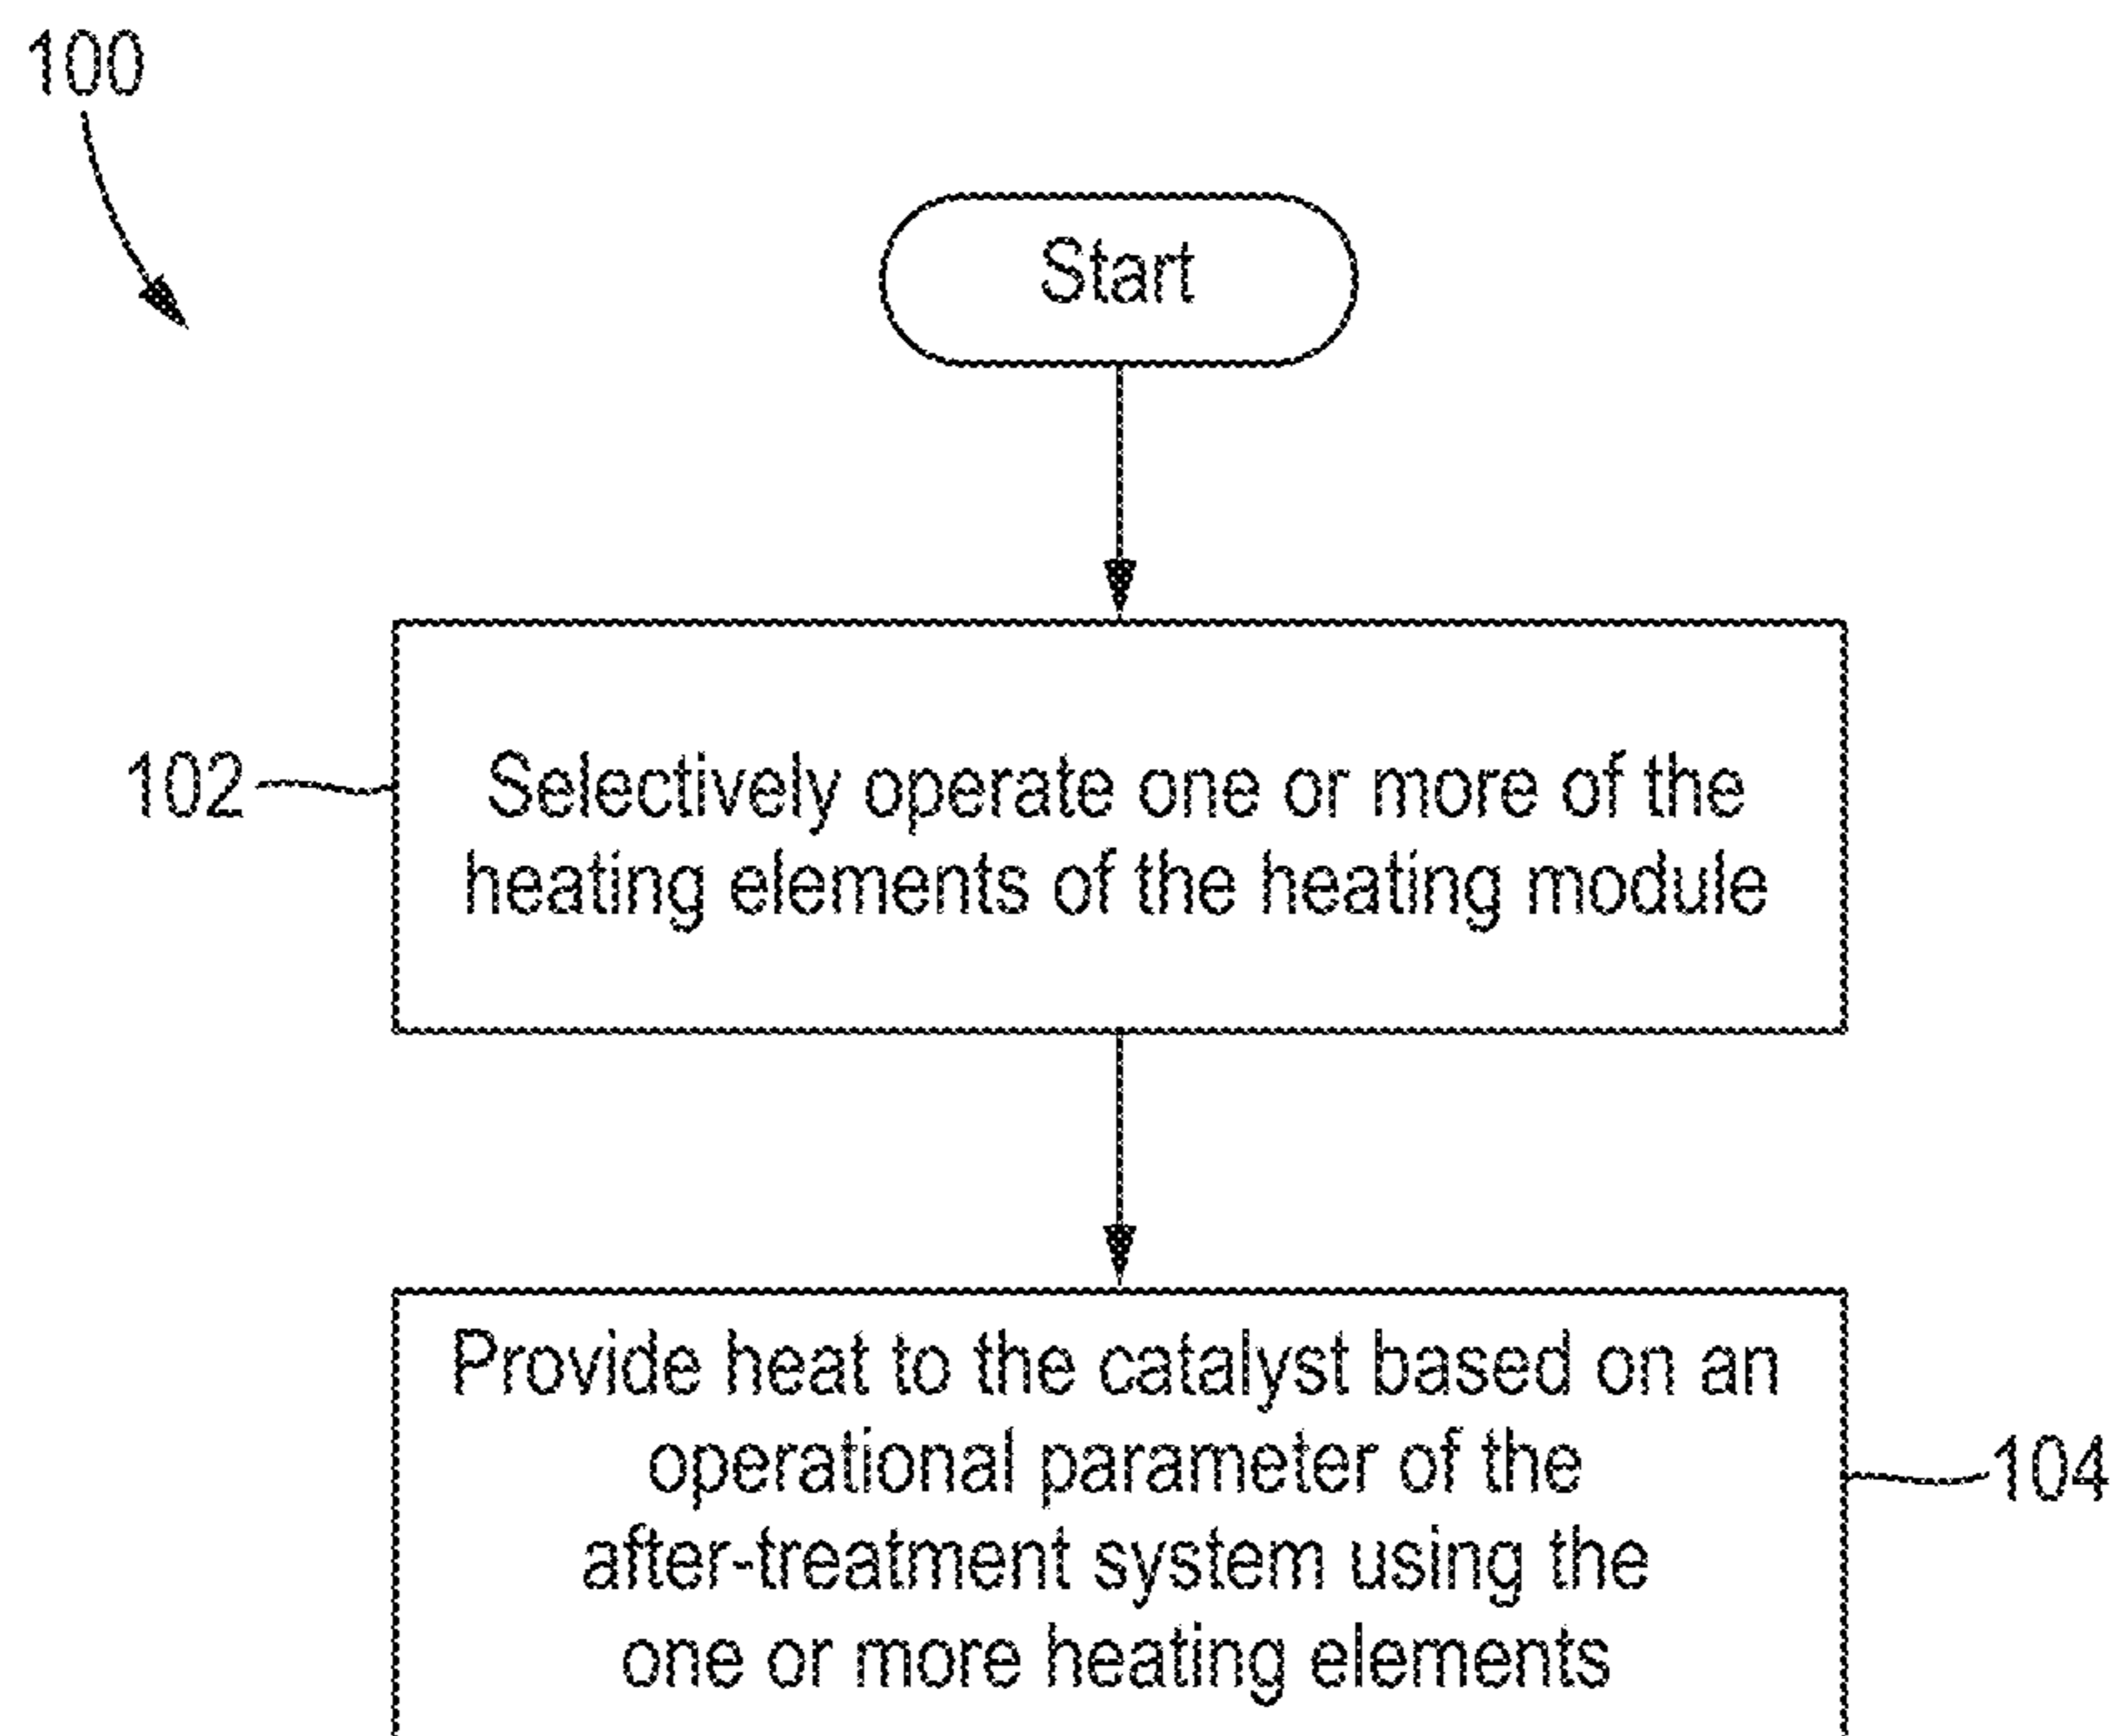 100
Start
102
Selectively operate one or more of the
heating elements of the heating module
Provide heat to the catalyst based on an
operational parameter of the
104
after-treatment system using the
one or more heating elements